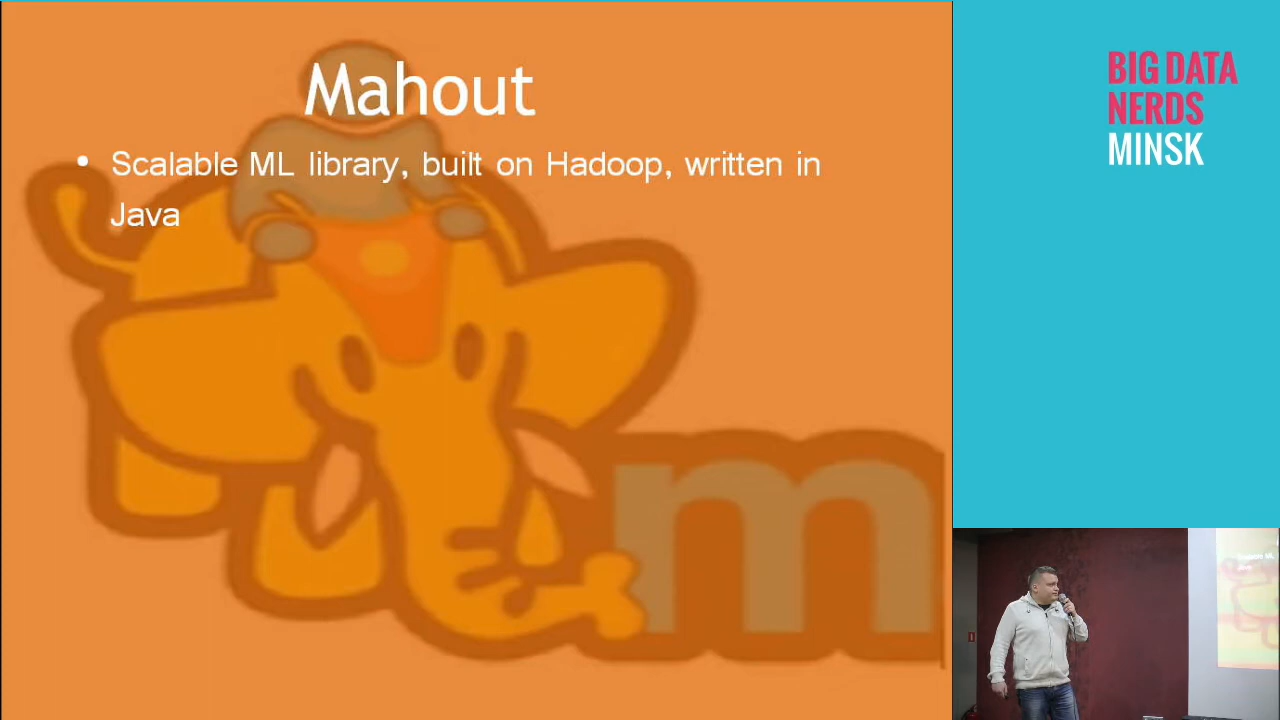 Mahout
• Scalable ML library, built on Hadoop, written in
Java
m
BIG DATA
NERDS
MINSK